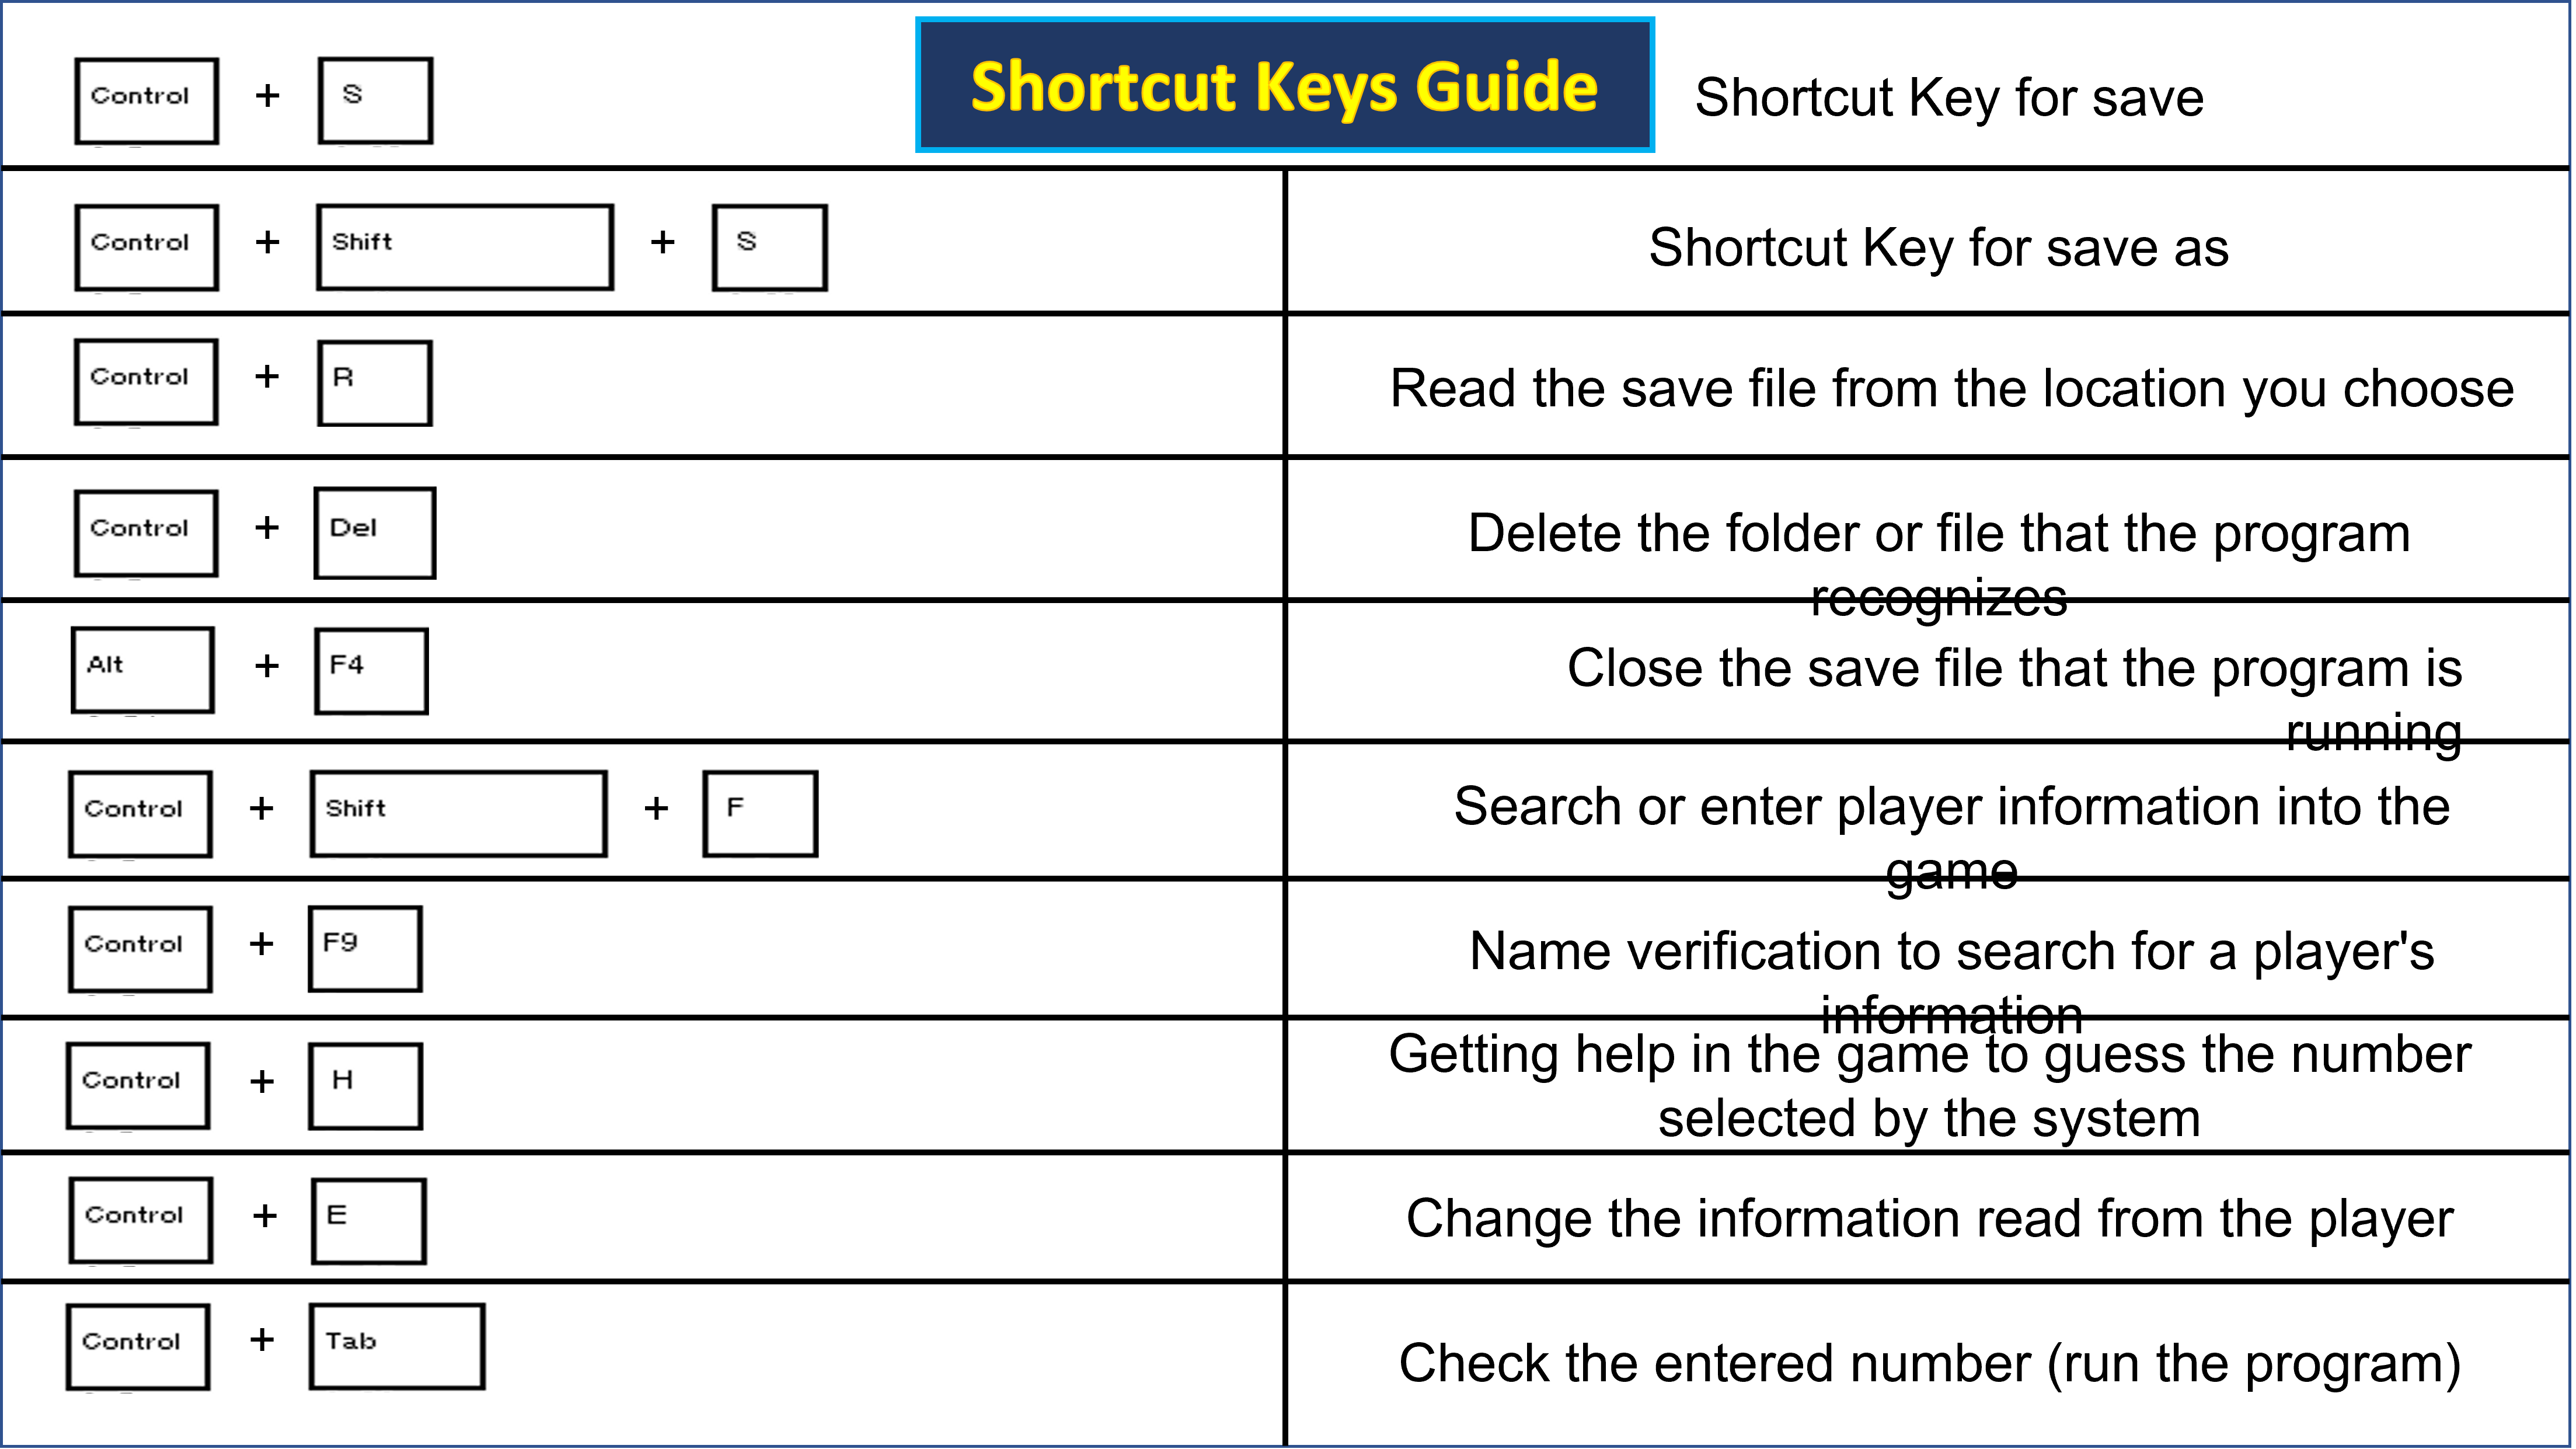 Shortcut Keys Guide
Control + S Shortcut Key for save
Control + Shift + S Shortcut Key for save as
Control + R Read the save file from the location you choose
Control + Del Delete the folder or file that the program
recognizes
Alt + F4 Close the save file that the program is
running
Control + Shift + F Search or enter player information into the
game
Control + F9 Name verification to search for a player's
information
Control + H Getting help in the game to guess the number
selected by the system
Control + E Change the information read from the player
Control + Tab Check the entered number (run the program)